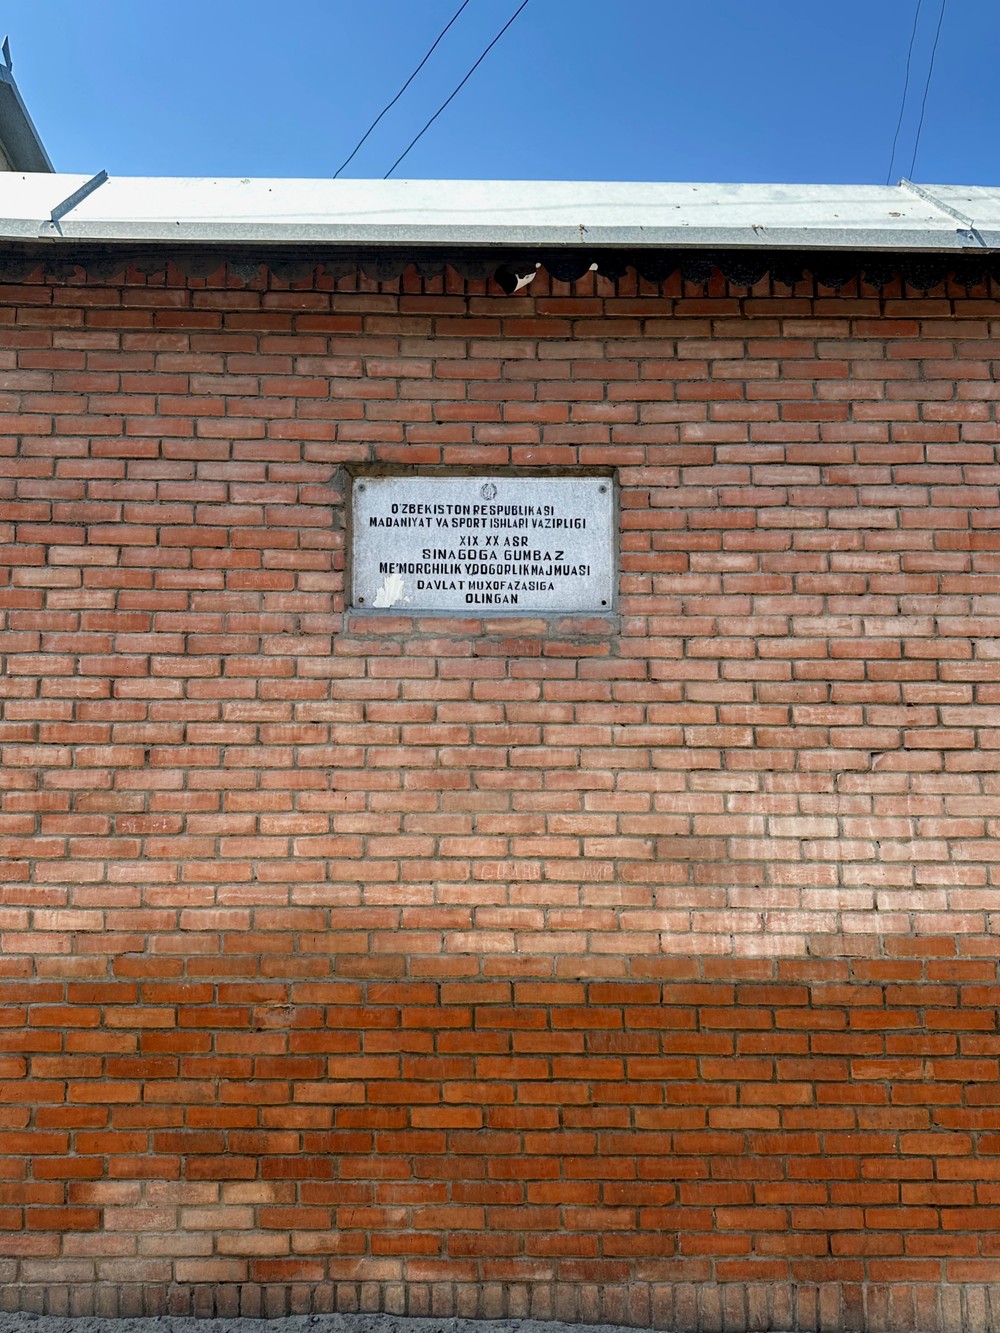 O'ZBEKISTON RESPUBLIKASI
MADANIYAT VA SPORT ISHLARI VAZIRLIGI
XIX XX ASR
SINAGOGA GUMBAZ
ME'MORCHILIK YODGORLIK MAJMUASI
DAVLAT MUXOFAZASIGA
OLINGAN